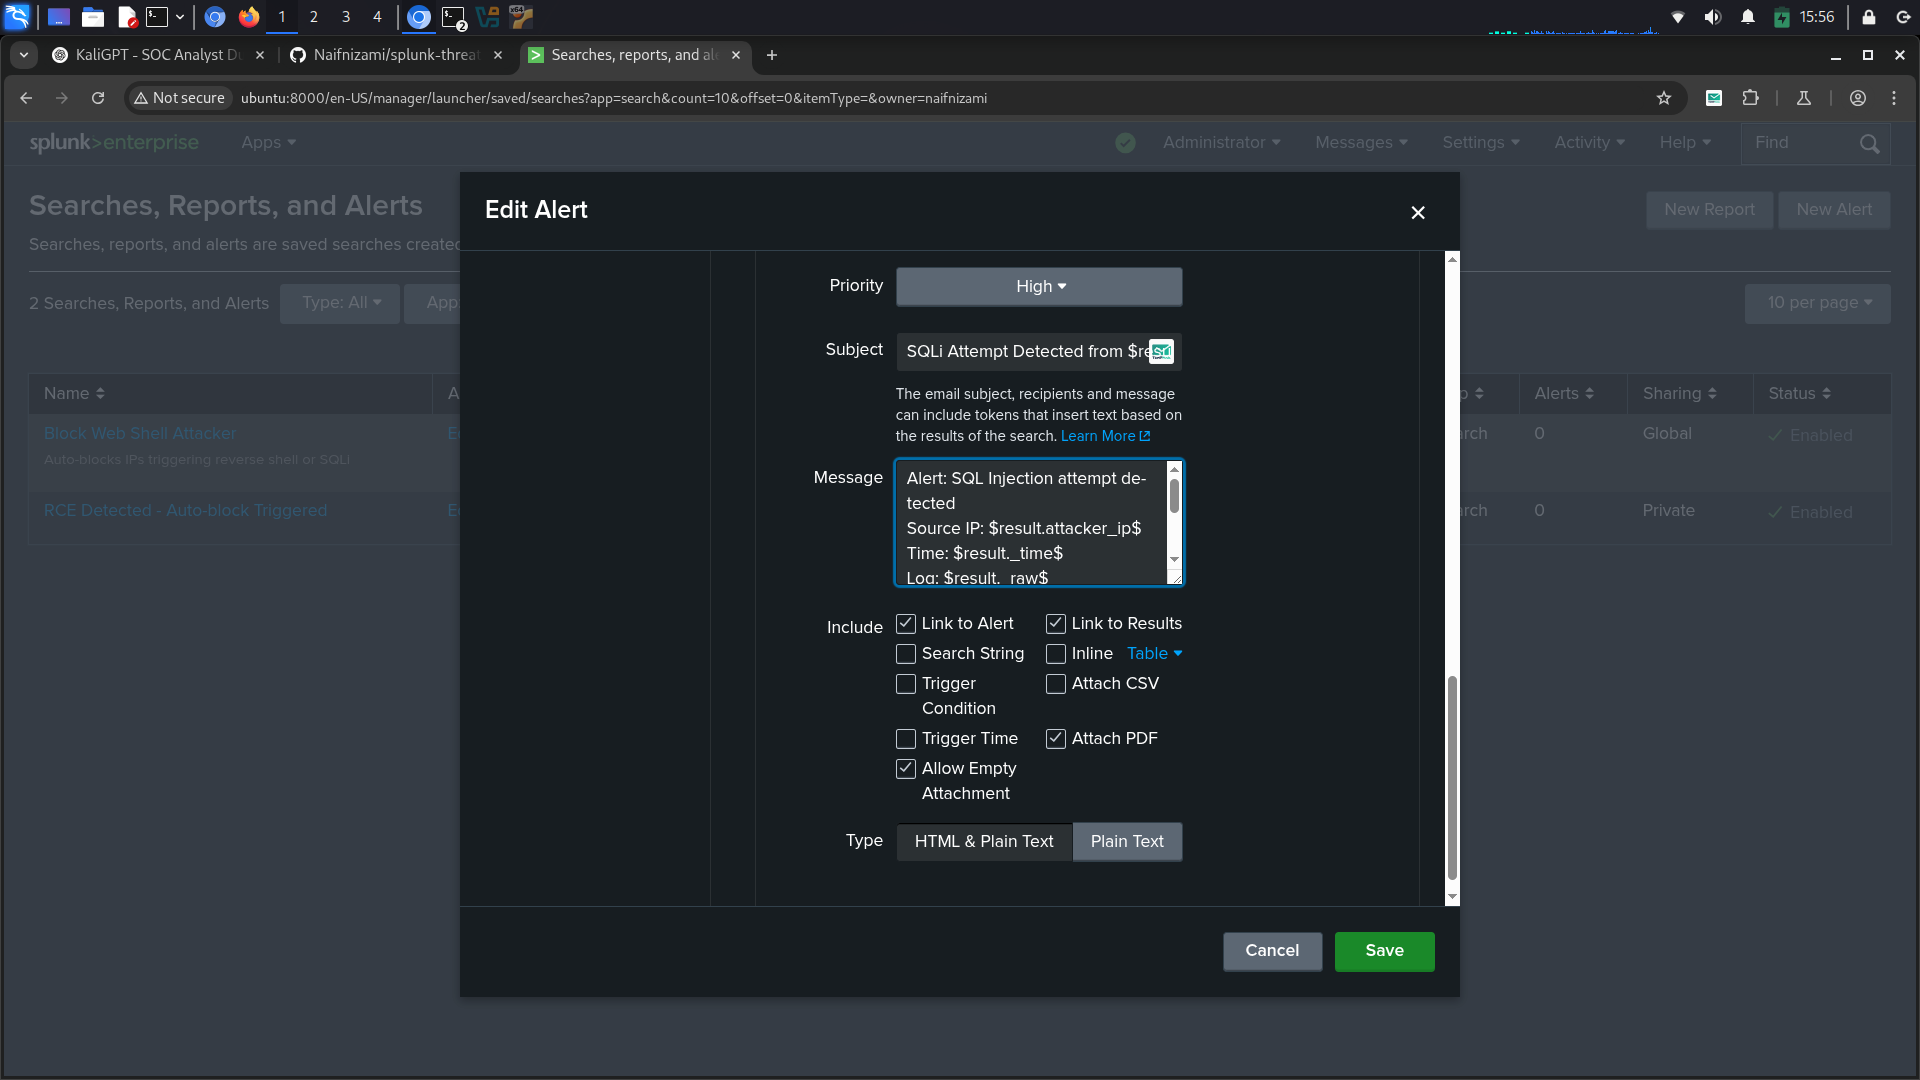 1 2 3 4
2
15:56
KaliGPT - SOC Analyst Du
Naifnizami/splunk-threat
Searches, reports, and ale
Not secure
ubuntu:8000/en-US/manager/launcher/saved/searches?app=search&count=10&offset=0&itemType=&owner=naifnizami
splunk>enterprise
Apps
Administrator
Messages
Settings
Activity
Help
Find
Searches, Reports, and Alerts
New Report
New Alert
Searches, reports, and alerts are saved searches created
2 Searches, Reports, and Alerts
Type: All
App
10 per page
Name
A
p
Alerts
Sharing
Status
Block Web Shell Attacker
Auto-blocks IPs triggering reverse shell or SQLi
E
arch
0
Global
Enabled
RCE Detected - Auto-block Triggered
E
arch
0
Private
Enabled
Edit Alert
Priority
High
Subject
SQLi Attempt Detected from $re
The email subject, recipients and message
can include tokens that insert text based on
the results of the search. Learn More
Message
Alert: SQL Injection attempt de-
tected
Source IP: $result.attacker_ip$
Time: $result._time$
Log: $result._raw$
Include
Link to Alert
Link to Results
Search String
Inline
Table
Trigger
Condition
Attach CSV
Trigger Time
Attach PDF
Allow Empty
Attachment
Type
HTML & Plain Text
Plain Text
Cancel
Save